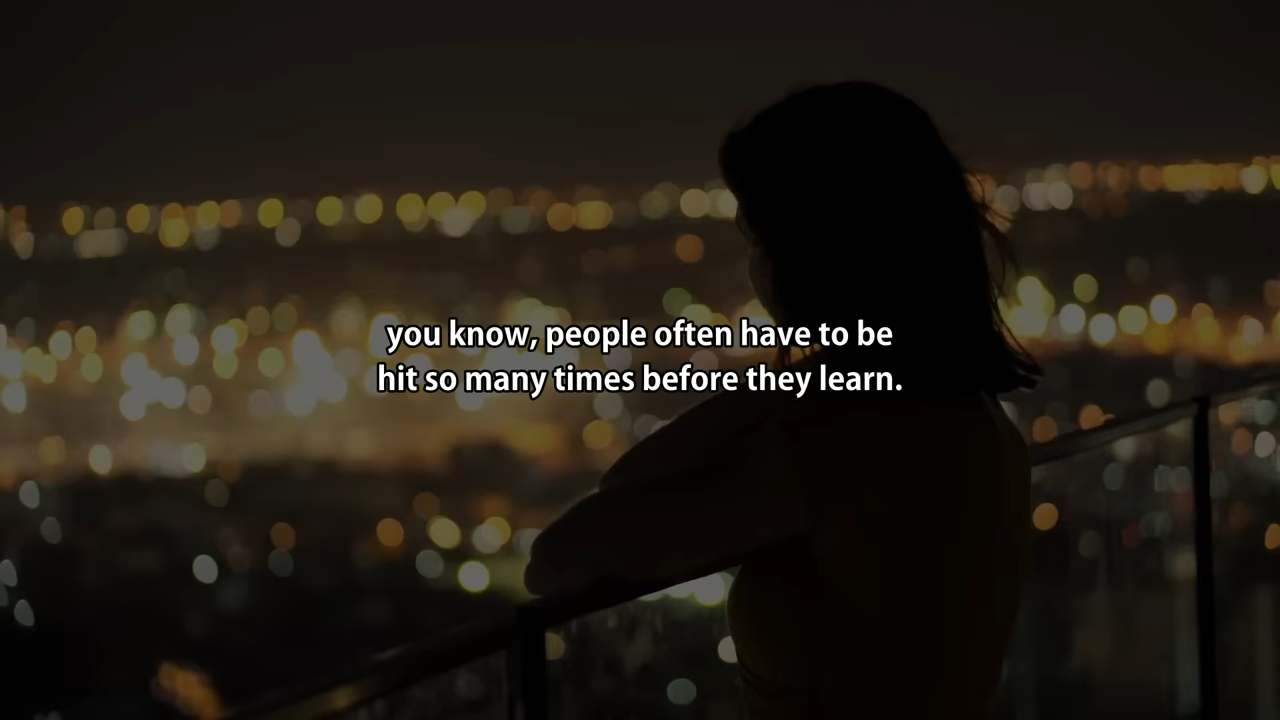 you know, people often have to be
hit so many times before they learn.